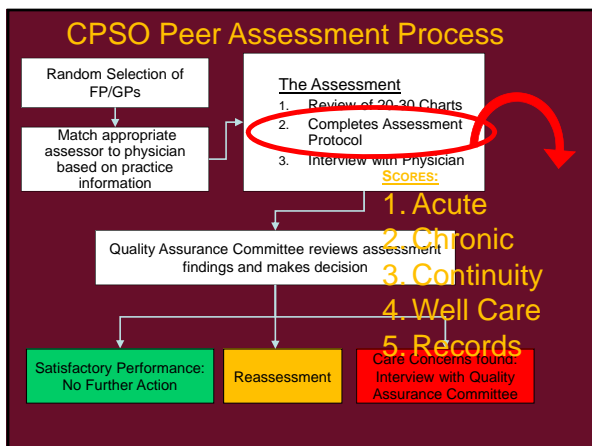 CPSO Peer Assessment Process
Random Selection of
FP/GPs
Match appropriate
assessor to physician
based on practice
information
The Assessment
1. Review of 20-30 Charts
2. Completes Assessment
Protocol
3. Interview with Physician
SCORES:
1. Acute
2. Chronic
3. Continuity
4. Well Care
5. Records
Quality Assurance Committee reviews assessment
findings and makes decision
Satisfactory Performance:
No Further Action
Reassessment
Care Concerns found:
Interview with Quality
Assurance Committee